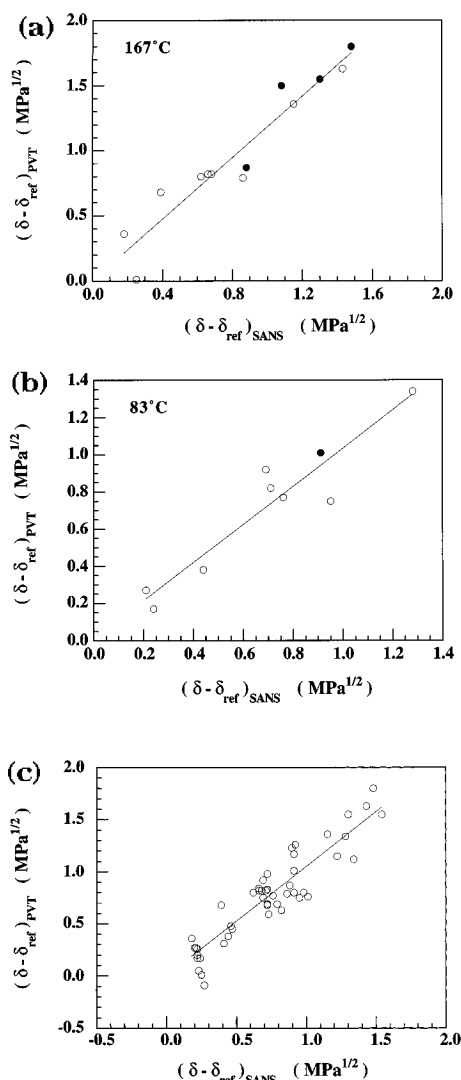 (a)
167°C
2.0
1.5
1.0
0.5
0.0
(δ - δref)PVT (MPa1/2)
0.0 0.4 0.8 1.2 1.6 2.0
(δ - δref)SANS (MPa1/2)
(b)
83°C
1.4
1.2
1.0
0.8
0.6
0.4
0.2
0.0
(δ - δref)PVT (MPa1/2)
0.0 0.2 0.4 0.6 0.8 1.0 1.2 1.4
(δ - δref)SANS (MPa1/2)
(c)
2.0
1.5
1.0
0.5
0.0
-0.5
(δ - δref)PVT (MPa1/2)
-0.5 0.0 0.5 1.0 1.5 2.0
(δ - δref)SANS (MPa1/2)